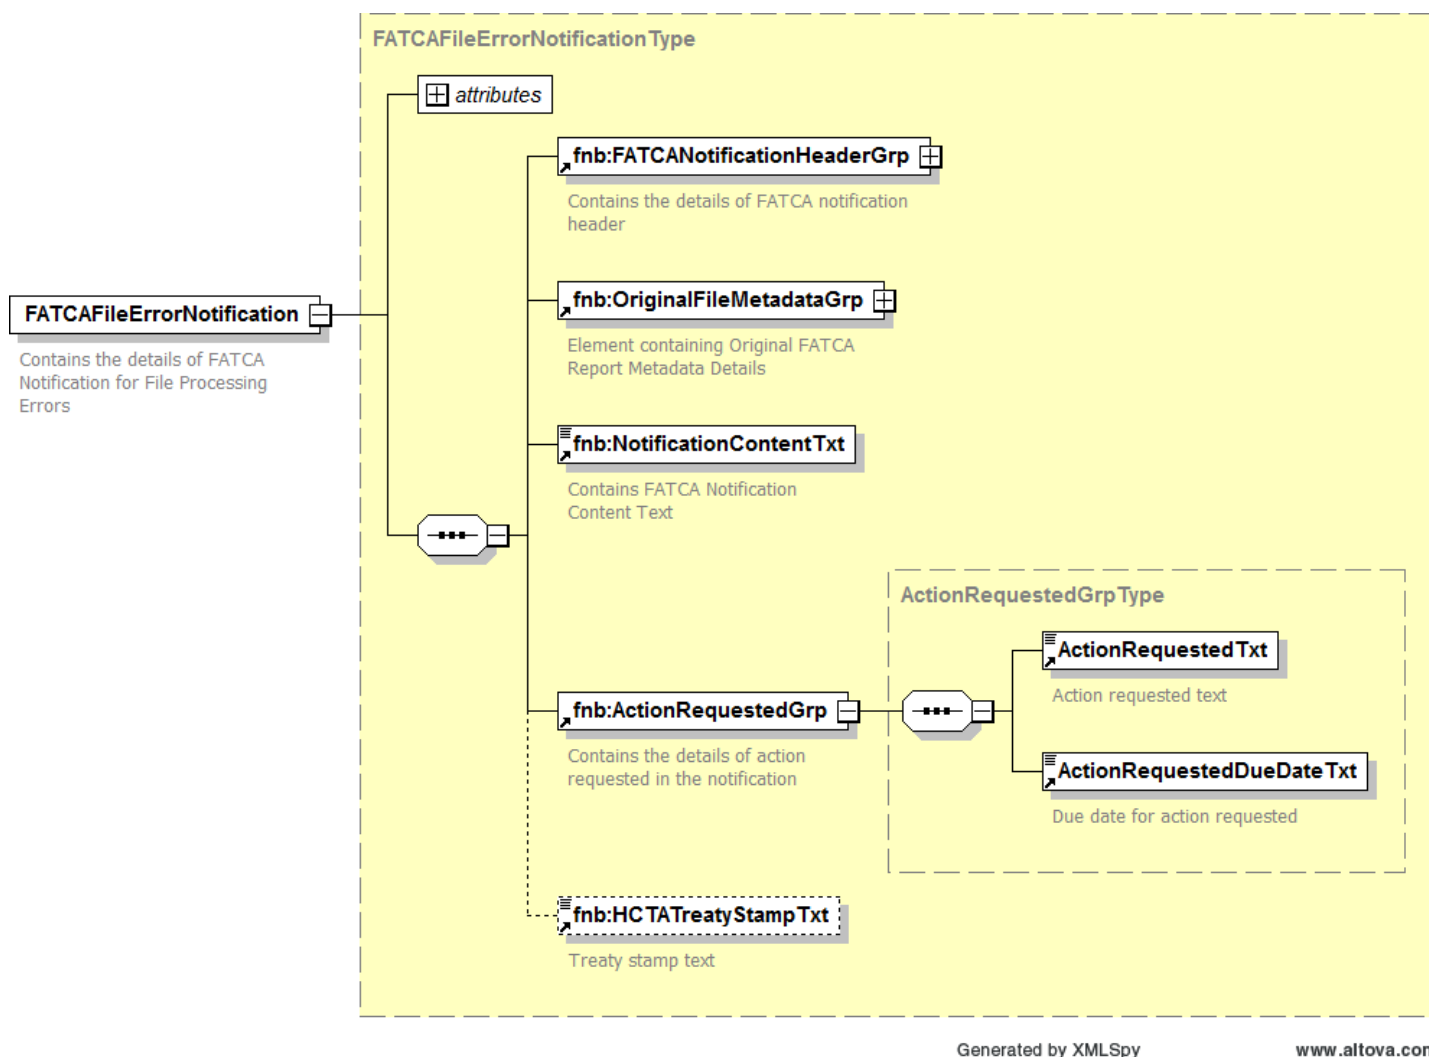 FATCAFileErrorNotificationType
attributes
fnb:FATCANotificationHeaderGrp
Contains the details of FATCA notification
header
fnb:OriginalFileMetadataGrp
Element containing Original FATCA
Report Metadata Details
FATCAFileErrorNotification
Contains the details of FATCA
Notification for File Processing
Errors
fnb:NotificationContentTxt
Contains FATCA Notification
Content Text
ActionRequestedGrpType
ActionRequestedTxt
Action requested text
fnb:ActionRequestedGrp
Contains the details of action
requested in the notification
ActionRequestedDueDateTxt
Due date for action requested
fnb:HCTATreatyStampTxt
Treaty stamp text
Generated by XMLSpy
www.altova.com